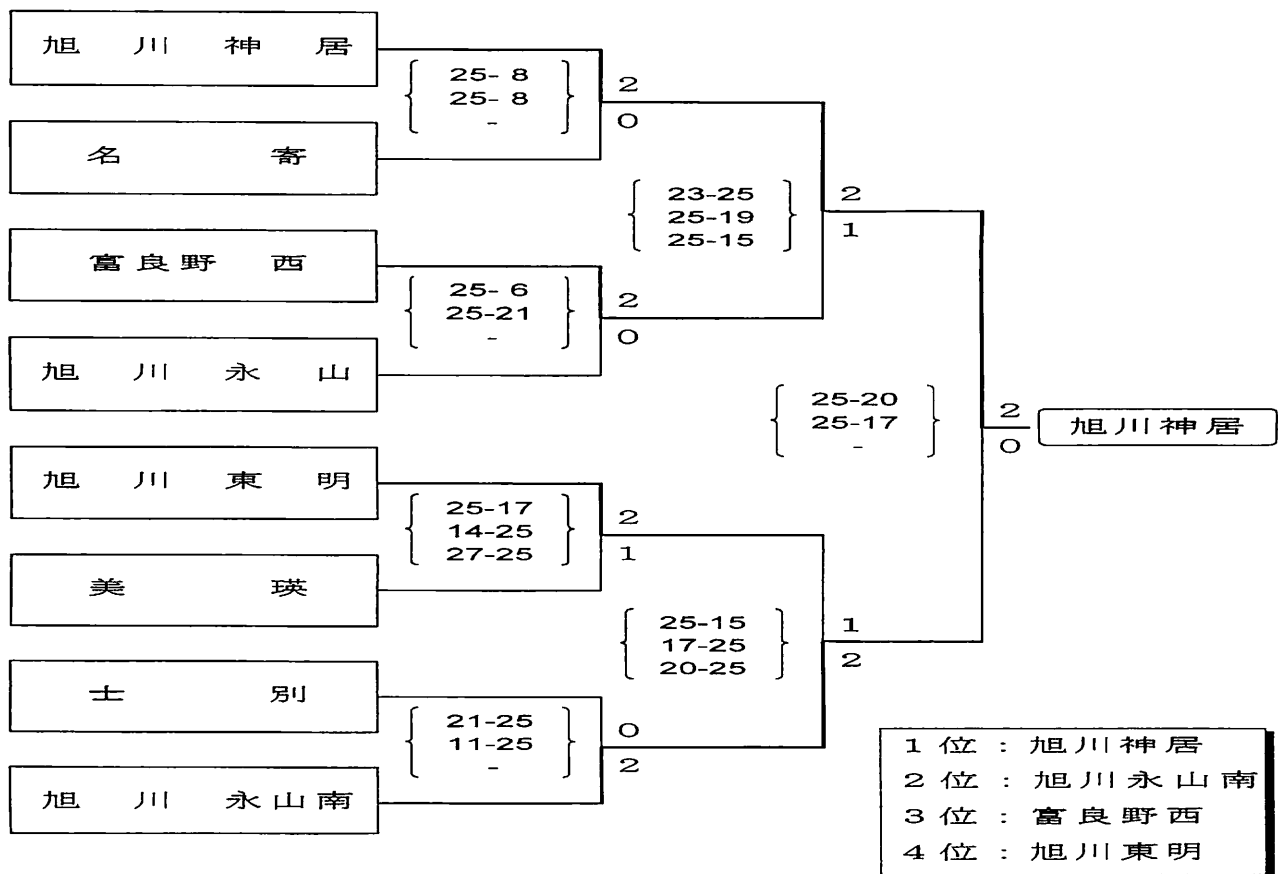 旭川神居
25- 8
25- 8
-
2
0
名寄
23-25
25-19
25-15
2
1
富良野西
25- 6
25-21
-
2
0
旭川永山
25-20
25-17
-
2
0
旭川神居
旭川東明
25-17
14-25
27-25
2
1
美瑛
25-15
17-25
20-25
1
2
士別
21-25
11-25
-
0
2
旭川永山南
1位：旭川神居
2位：旭川永山南
3位：富良野西
4位：旭川東明